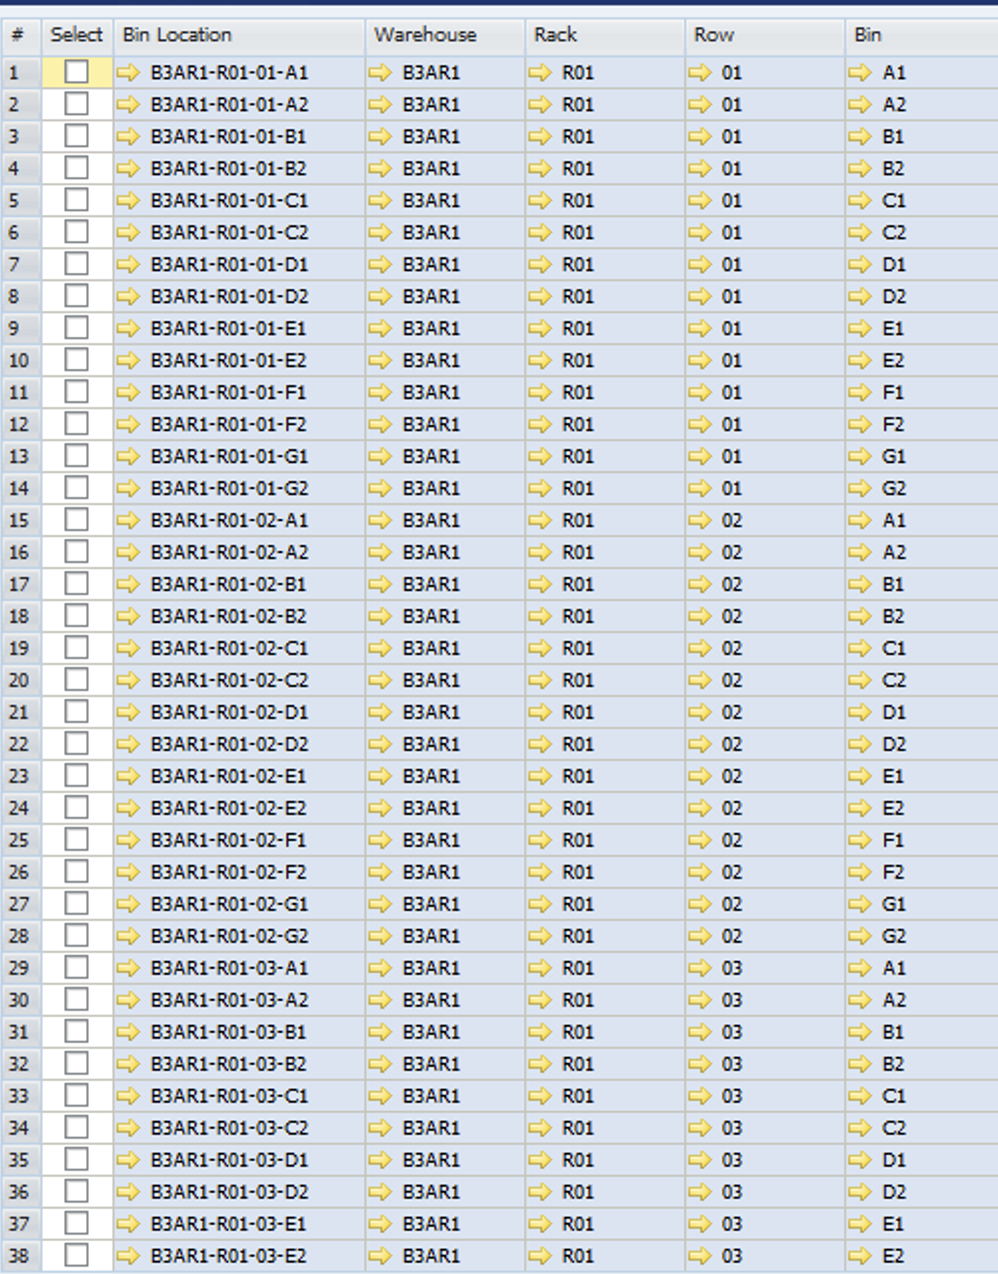 # Select Bin Location Warehouse Rack Row Bin
1 B3AR1-R01-01-A1 B3AR1 R01 01 A1
2 B3AR1-R01-01-A2 B3AR1 R01 01 A2
3 B3AR1-R01-01-B1 B3AR1 R01 01 B1
4 B3AR1-R01-01-B2 B3AR1 R01 01 B2
5 B3AR1-R01-01-C1 B3AR1 R01 01 C1
6 B3AR1-R01-01-C2 B3AR1 R01 01 C2
7 B3AR1-R01-01-D1 B3AR1 R01 01 D1
8 B3AR1-R01-01-D2 B3AR1 R01 01 D2
9 B3AR1-R01-01-E1 B3AR1 R01 01 E1
10 B3AR1-R01-01-E2 B3AR1 R01 01 E2
11 B3AR1-R01-01-F1 B3AR1 R01 01 F1
12 B3AR1-R01-01-F2 B3AR1 R01 01 F2
13 B3AR1-R01-01-G1 B3AR1 R01 01 G1
14 B3AR1-R01-01-G2 B3AR1 R01 01 G2
15 B3AR1-R01-02-A1 B3AR1 R01 02 A1
16 B3AR1-R01-02-A2 B3AR1 R01 02 A2
17 B3AR1-R01-02-B1 B3AR1 R01 02 B1
18 B3AR1-R01-02-B2 B3AR1 R01 02 B2
19 B3AR1-R01-02-C1 B3AR1 R01 02 C1
20 B3AR1-R01-02-C2 B3AR1 R01 02 C2
21 B3AR1-R01-02-D1 B3AR1 R01 02 D1
22 B3AR1-R01-02-D2 B3AR1 R01 02 D2
23 B3AR1-R01-02-E1 B3AR1 R01 02 E1
24 B3AR1-R01-02-E2 B3AR1 R01 02 E2
25 B3AR1-R01-02-F1 B3AR1 R01 02 F1
26 B3AR1-R01-02-F2 B3AR1 R01 02 F2
27 B3AR1-R01-02-G1 B3AR1 R01 02 G1
28 B3AR1-R01-02-G2 B3AR1 R01 02 G2
29 B3AR1-R01-03-A1 B3AR1 R01 03 A1
30 B3AR1-R01-03-A2 B3AR1 R01 03 A2
31 B3AR1-R01-03-B1 B3AR1 R01 03 B1
32 B3AR1-R01-03-B2 B3AR1 R01 03 B2
33 B3AR1-R01-03-C1 B3AR1 R01 03 C1
34 B3AR1-R01-03-C2 B3AR1 R01 03 C2
35 B3AR1-R01-03-D1 B3AR1 R01 03 D1
36 B3AR1-R01-03-D2 B3AR1 R01 03 D2
37 B3AR1-R01-03-E1 B3AR1 R01 03 E1
38 B3AR1-R01-03-E2 B3AR1 R01 03 E2